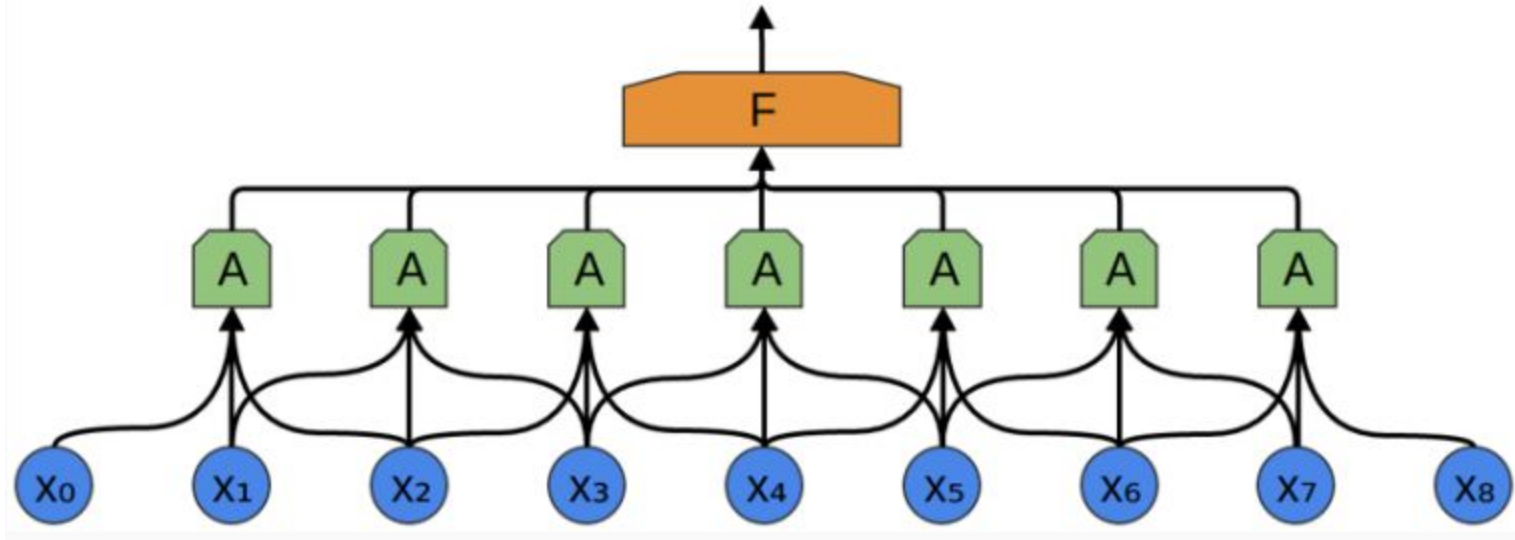 F
A A A A A A A
X₀ X₁ X₂ X₃ X₄ X₅ X₆ X₇ X₈